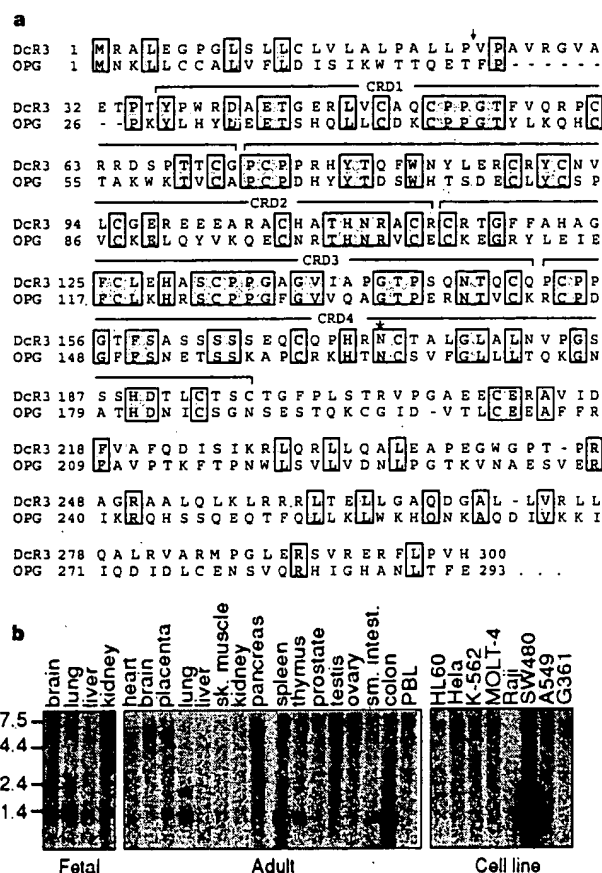 a
DcR3 1 M R A L E G P G L S L L C L V L A L P A L L P V P A V R G V A
OPG 1 M N K L L C C A L V F L D I S I K W T T Q E T F P - - - - - -
CRD1
DcR3 32 E T P T Y P W R D A E T G E R L V C A Q C P P G T F V Q R P C
OPG 26 - - P K Y L H Y D E E T S H Q L L C D K C P P G T Y L K Q H C
DcR3 63 R R D S P T T C G P C P P R H Y T Q F W N Y L E R C R Y C N V
OPG 55 T A K W K T V C A P C P D H Y Y T D S W H T S D E C L Y C S P
CRD2
DcR3 94 L C G E R E E E A R A C H A T H N R A C R C R T G F F A H A G
OPG 86 V C K E L Q Y V K Q E C N R T H N R V C E C K E G R Y L E I E
CRD3
DcR3 125 F C L E H A S C P P G A G V I A P G T P S Q N T Q C Q P C P P
OPG 117 F C L K H R S C P P G F G V V Q A G T P E R N T V C K R C P D
CRD4
DcR3 156 G T F S A S S S S S E Q C Q P H R N C T A L G L A L N V P G S
OPG 148 G F F S N E T S S K A P C R K H T N C S V F G L L L T Q K G N
DcR3 187 S S H D T L C T S C T G F P L S T R V P G A E E C E R A V I D
OPG 179 A T H D N I C S G N S E S T Q K C G I D - V T L C E E A F F R
DcR3 218 F V A F Q D I S I K R L Q R L L Q A L E A P E G W G P T - P R
OPG 209 F A V P T K F T P N W L S V L V D N L P G T K V N A E S V E R
DcR3 248 A G R A A L Q L K L R R R L T E L L G A Q D G A L - L V R L L
OPG 240 I K R Q H S S Q E Q T F Q L L K L W K H Q N K A Q D I V K K I
DcR3 278 Q A L R V A R M P G L E R S V R E R F L P V H 300
OPG 271 I Q D I D L C E N S V Q R H I G H A N L T F E 293 . . .
b
brain lung liver kidney heart brain placenta lung liver sk. muscle kidney pancreas spleen thymus prostate testis ovary sm. intest. colon PBL HL60 Hela K-562 MOLT-4 Raji SW480 A549 G361
7.5
4.4
2.4
1.4
Fetal Adult Cell line